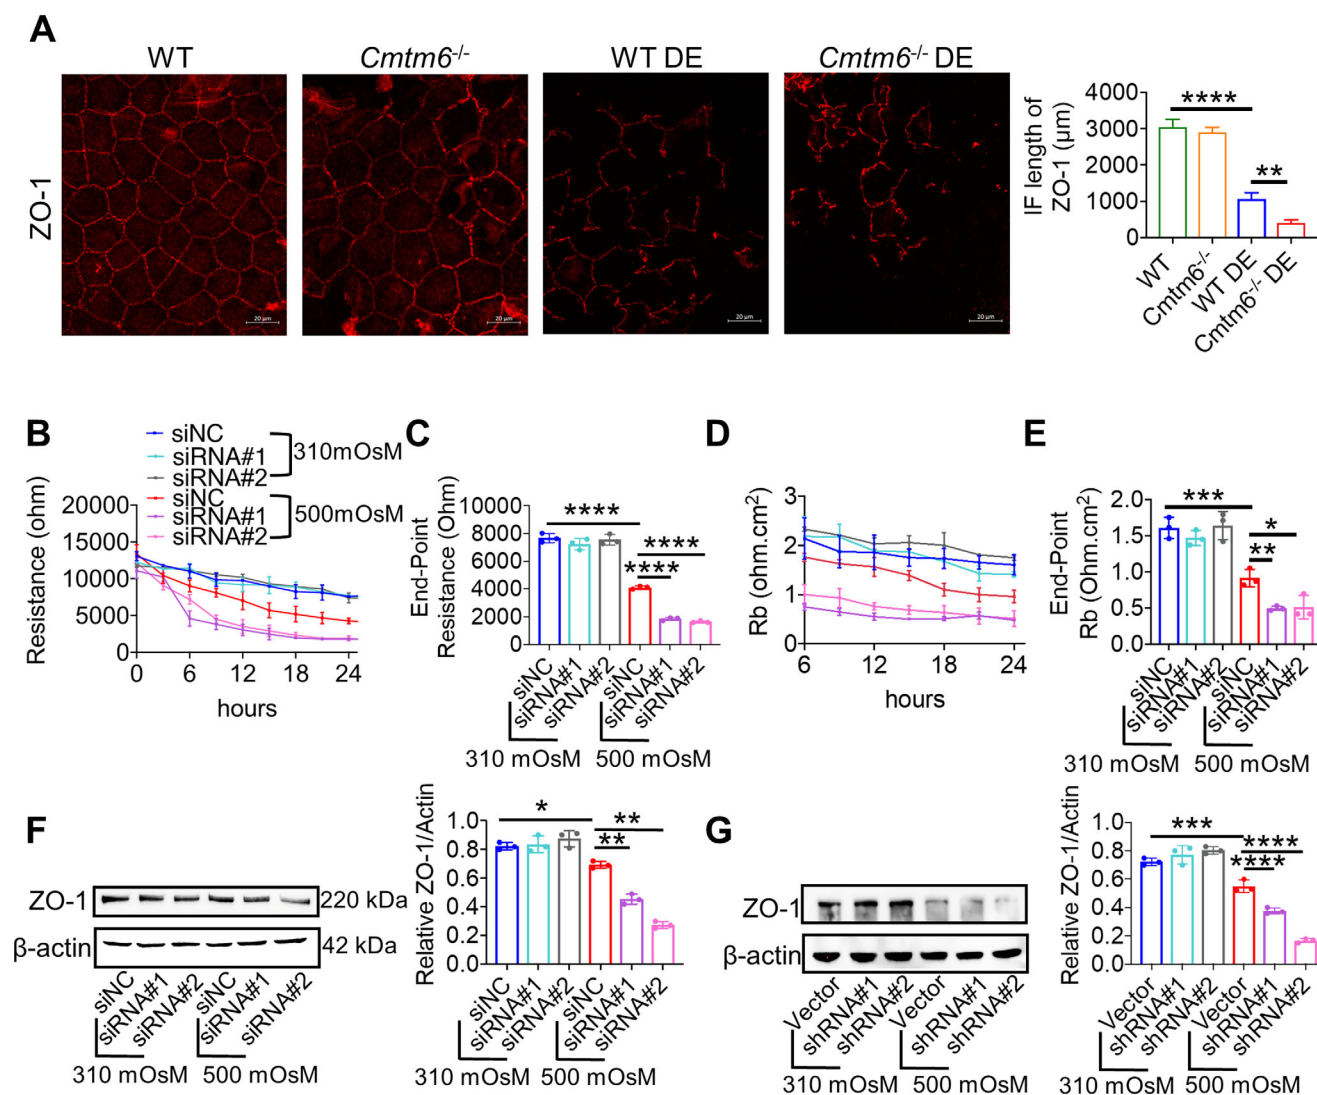 A
WT
Cmtm6-/-
WT DE
Cmtm6-/- DE
ZO-1
20 μm
20 μm
20 μm
20 μm
IF length of
ZO-1 (μm)
4000
3000
2000
1000
0
****
**
WT
Cmtm6-/-
WT DE
Cmtm6-/- DE
B
siNC
siRNA#1
siRNA#2
310mOsM
siNC
siRNA#1
siRNA#2
500mOsM
Resistance (ohm)
20000
15000
10000
5000
0
0 6 12 18 24
hours
C
End-Point
Resistance (Ohm)
10000
8000
6000
4000
2000
0
****
****
****
siNC
siRNA#1
siRNA#2
siNC
siRNA#1
siRNA#2
310 mOsM
500 mOsM
D
Rb (ohm.cm2)
3
2
1
0
6 12 18 24
hours
E
End-Point
Rb (Ohm.cm2)
2.0
1.5
1.0
0.5
0.0
***
*
**
siNC
siRNA#1
siRNA#2
siNC
siRNA#1
siRNA#2
310 mOsM
500 mOsM
F
ZO-1
220 kDa
β-actin
42 kDa
siNC
siRNA#1
siRNA#2
siNC
siRNA#1
siRNA#2
310 mOsM
500 mOsM
Relative ZO-1/Actin
1.0
0.8
0.6
0.4
0.2
0.0
*
**
**
siNC
siRNA#1
siRNA#2
siNC
siRNA#1
siRNA#2
310 mOsM
500 mOsM
G
ZO-1
β-actin
Vector
shRNA#1
shRNA#2
Vector
shRNA#1
shRNA#2
310 mOsM
500 mOsM
Relative ZO-1/Actin
1.0
0.8
0.6
0.4
0.2
0.0
***
****
****
Vector
shRNA#1
shRNA#2
Vector
shRNA#1
shRNA#2
310 mOsM
500 mOsM